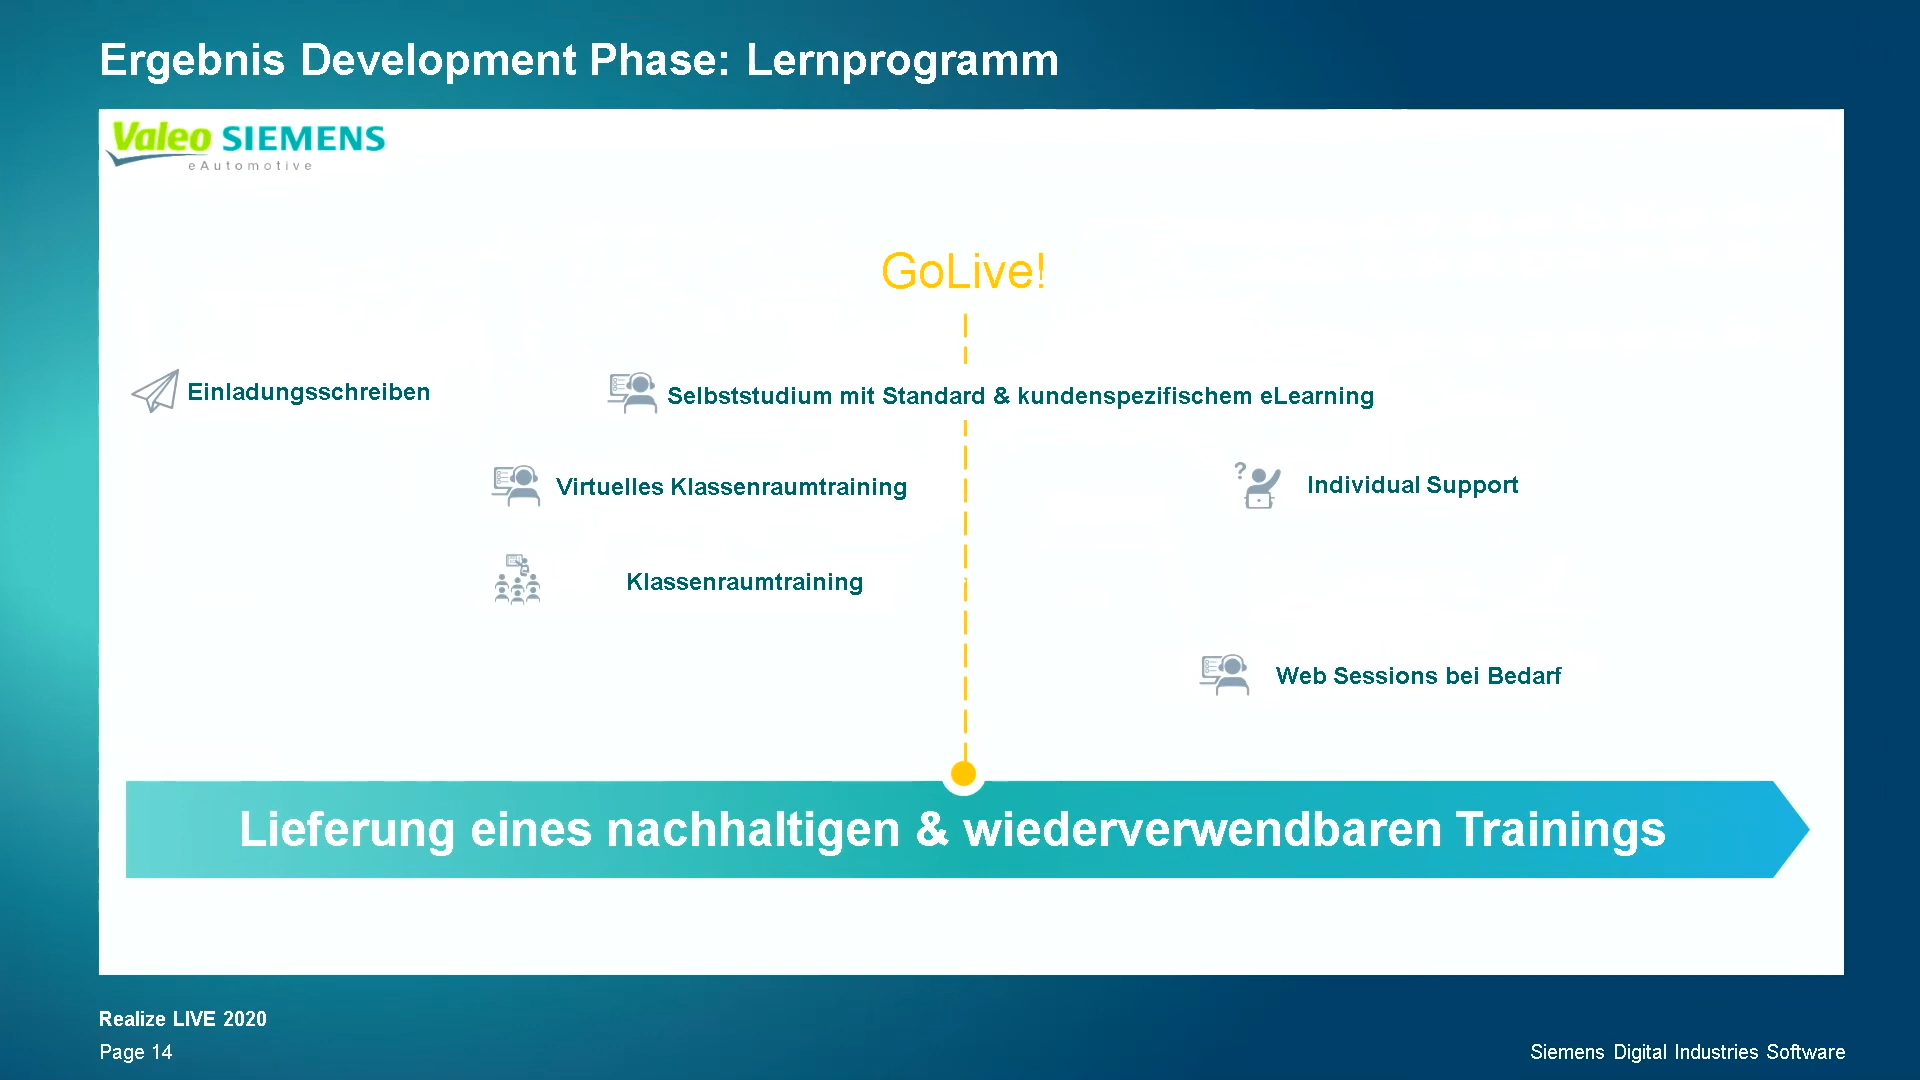 Ergebnis Development Phase: Lernprogramm
Valeo SIEMENS
eAutomotive
GoLive!
Einladungsschreiben
Selbststudium mit Standard & kundenspezifischem eLearning
Virtuelles Klassenraumtraining
? Individual Support
Klassenraumtraining
Web Sessions bei Bedarf
Lieferung eines nachhaltigen & wiederverwendbaren Trainings
Realize LIVE 2020
Page 14
Siemens Digital Industries Software